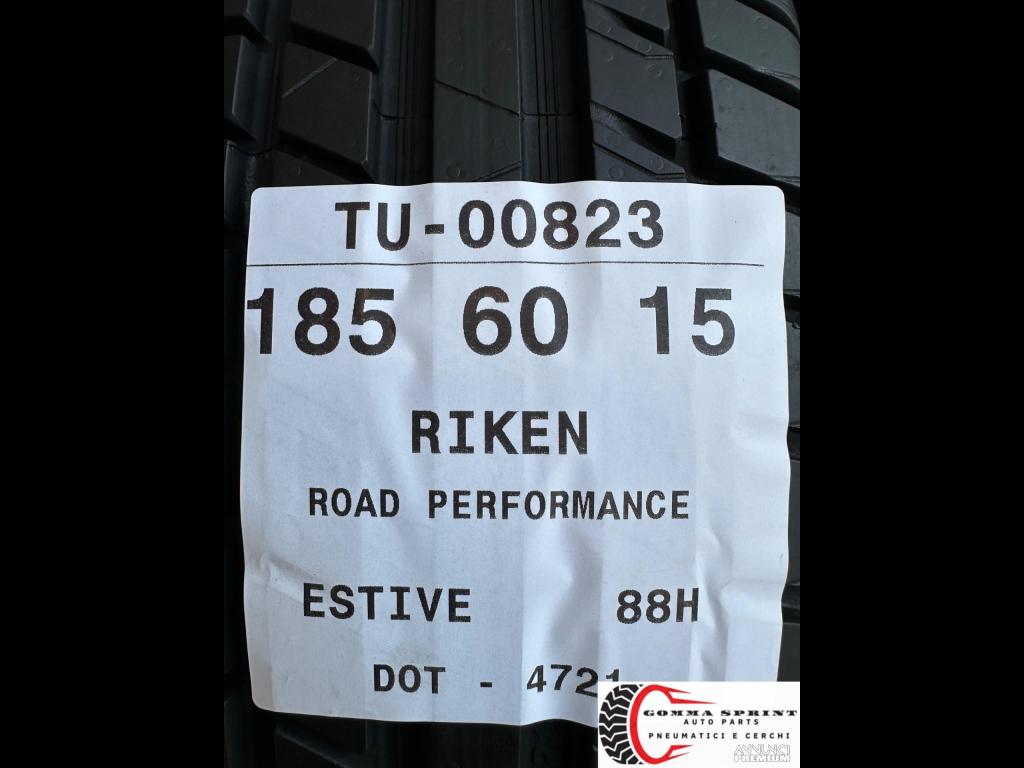 TU-00823
185 60 15
RIKEN
ROAD PERFORMANCE
ESTIVE 88H
DOT - 4721
GOMMA SPRINT
AUTO PARTS
PNEUMATICI E CERCHI
ANNUNCI
PREMIUM